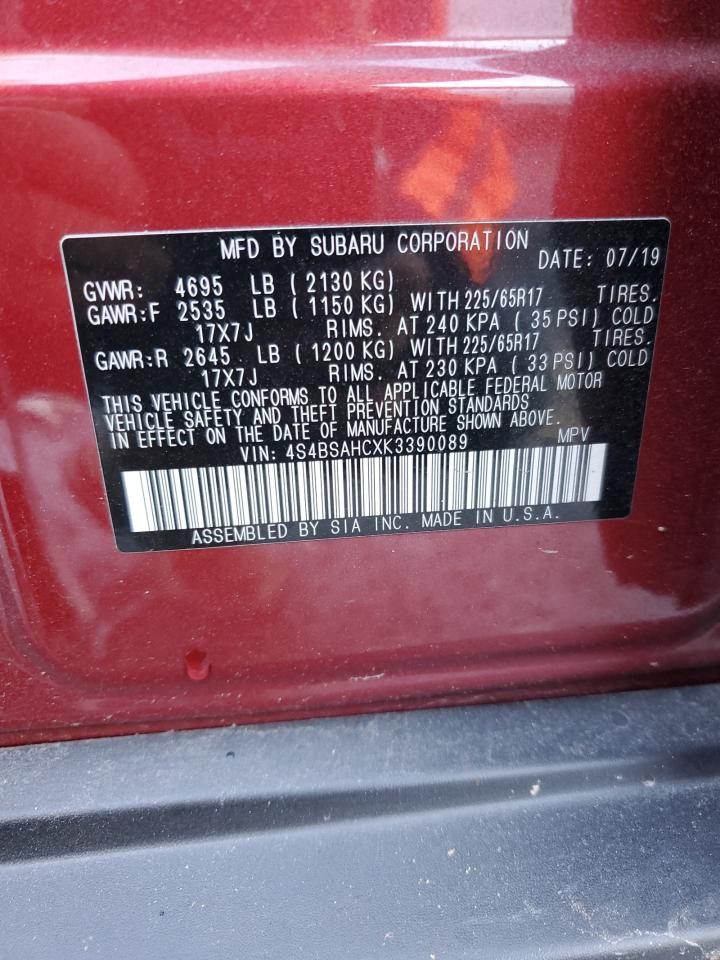 MFD BY SUBARU CORPORATION DATE: 07/19
GVWR: 4695 LB ( 2130 KG)
GAWR:F 2535 LB ( 1150 KG) WITH 225/65R17 TIRES.
17X7J RIMS. AT 240 KPA ( 35 PSI) COLD
GAWR:R 2645 LB ( 1200 KG) WITH 225/65R17 TIRES.
17X7J RIMS. AT 230 KPA ( 33 PSI) COLD
THIS VEHICLE CONFORMS TO ALL APPLICABLE FEDERAL MOTOR
VEHICLE SAFETY AND THEFT PREVENTION STANDARDS
IN EFFECT ON THE DATE OF MANUFACTURE SHOWN ABOVE.
VIN: 4S4BSAHCXK3390089 MPV
ASSEMBLED BY SIA INC. MADE IN U.S.A.